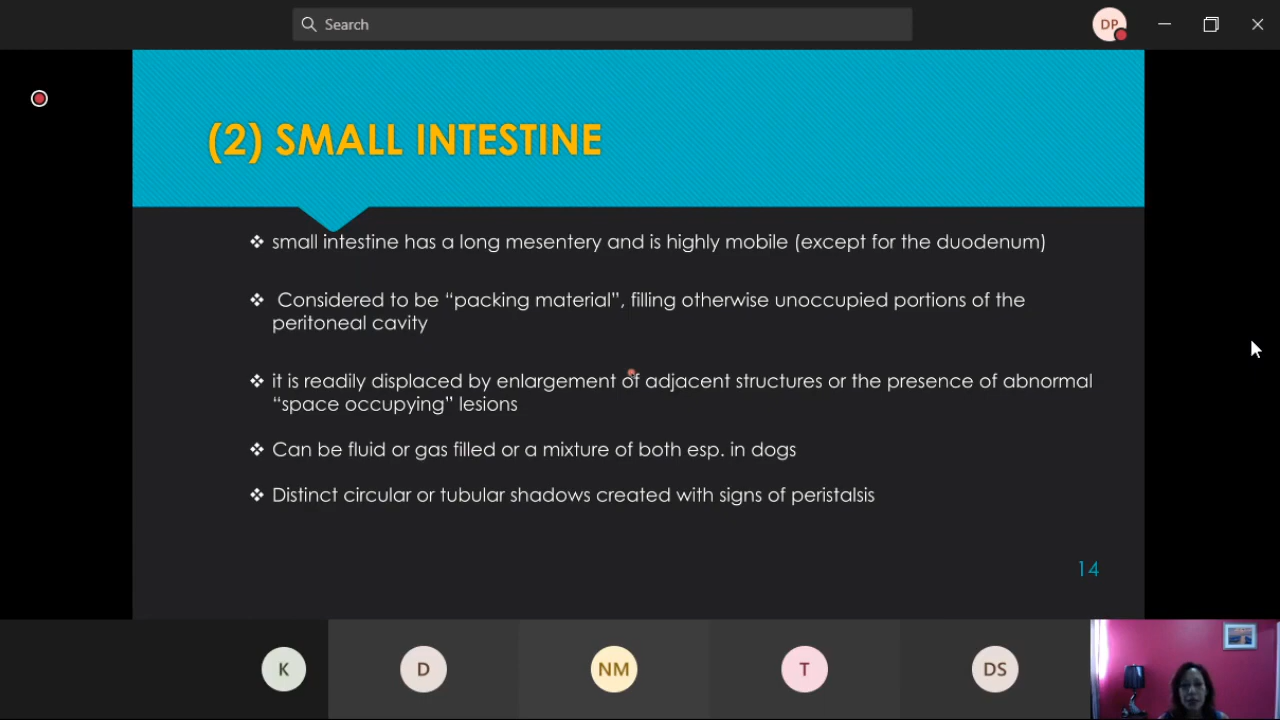 Search
DP
(2) SMALL INTESTINE
❖ small intestine has a long mesentery and is highly mobile (except for the duodenum)
❖ Considered to be “packing material”, filling otherwise unoccupied portions of the
peritoneal cavity
❖ it is readily displaced by enlargement of adjacent structures or the presence of abnormal
“space occupying” lesions
❖ Can be fluid or gas filled or a mixture of both esp. in dogs
❖ Distinct circular or tubular shadows created with signs of peristalsis
14
K
D
NM
T
DS